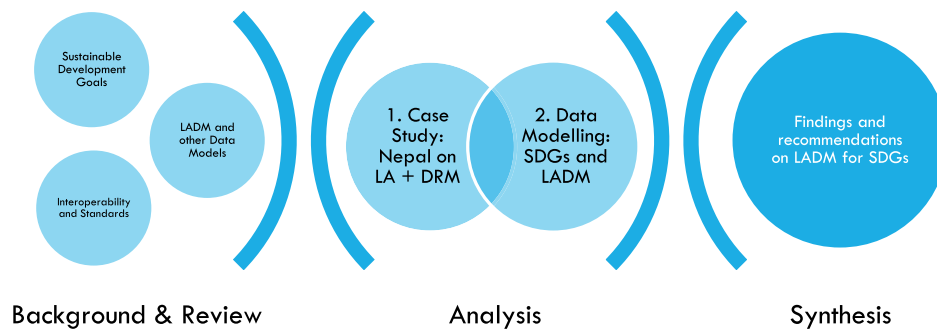 Sustainable
Development
Goals
LADM and
other Data
Models
Interoperability
and Standards
1. Case
Study:
Nepal on
LA + DRM
2. Data
Modelling:
SDGs and
LADM
Findings and
recommendations
on LADM for SDGs
Background & Review
Analysis
Synthesis